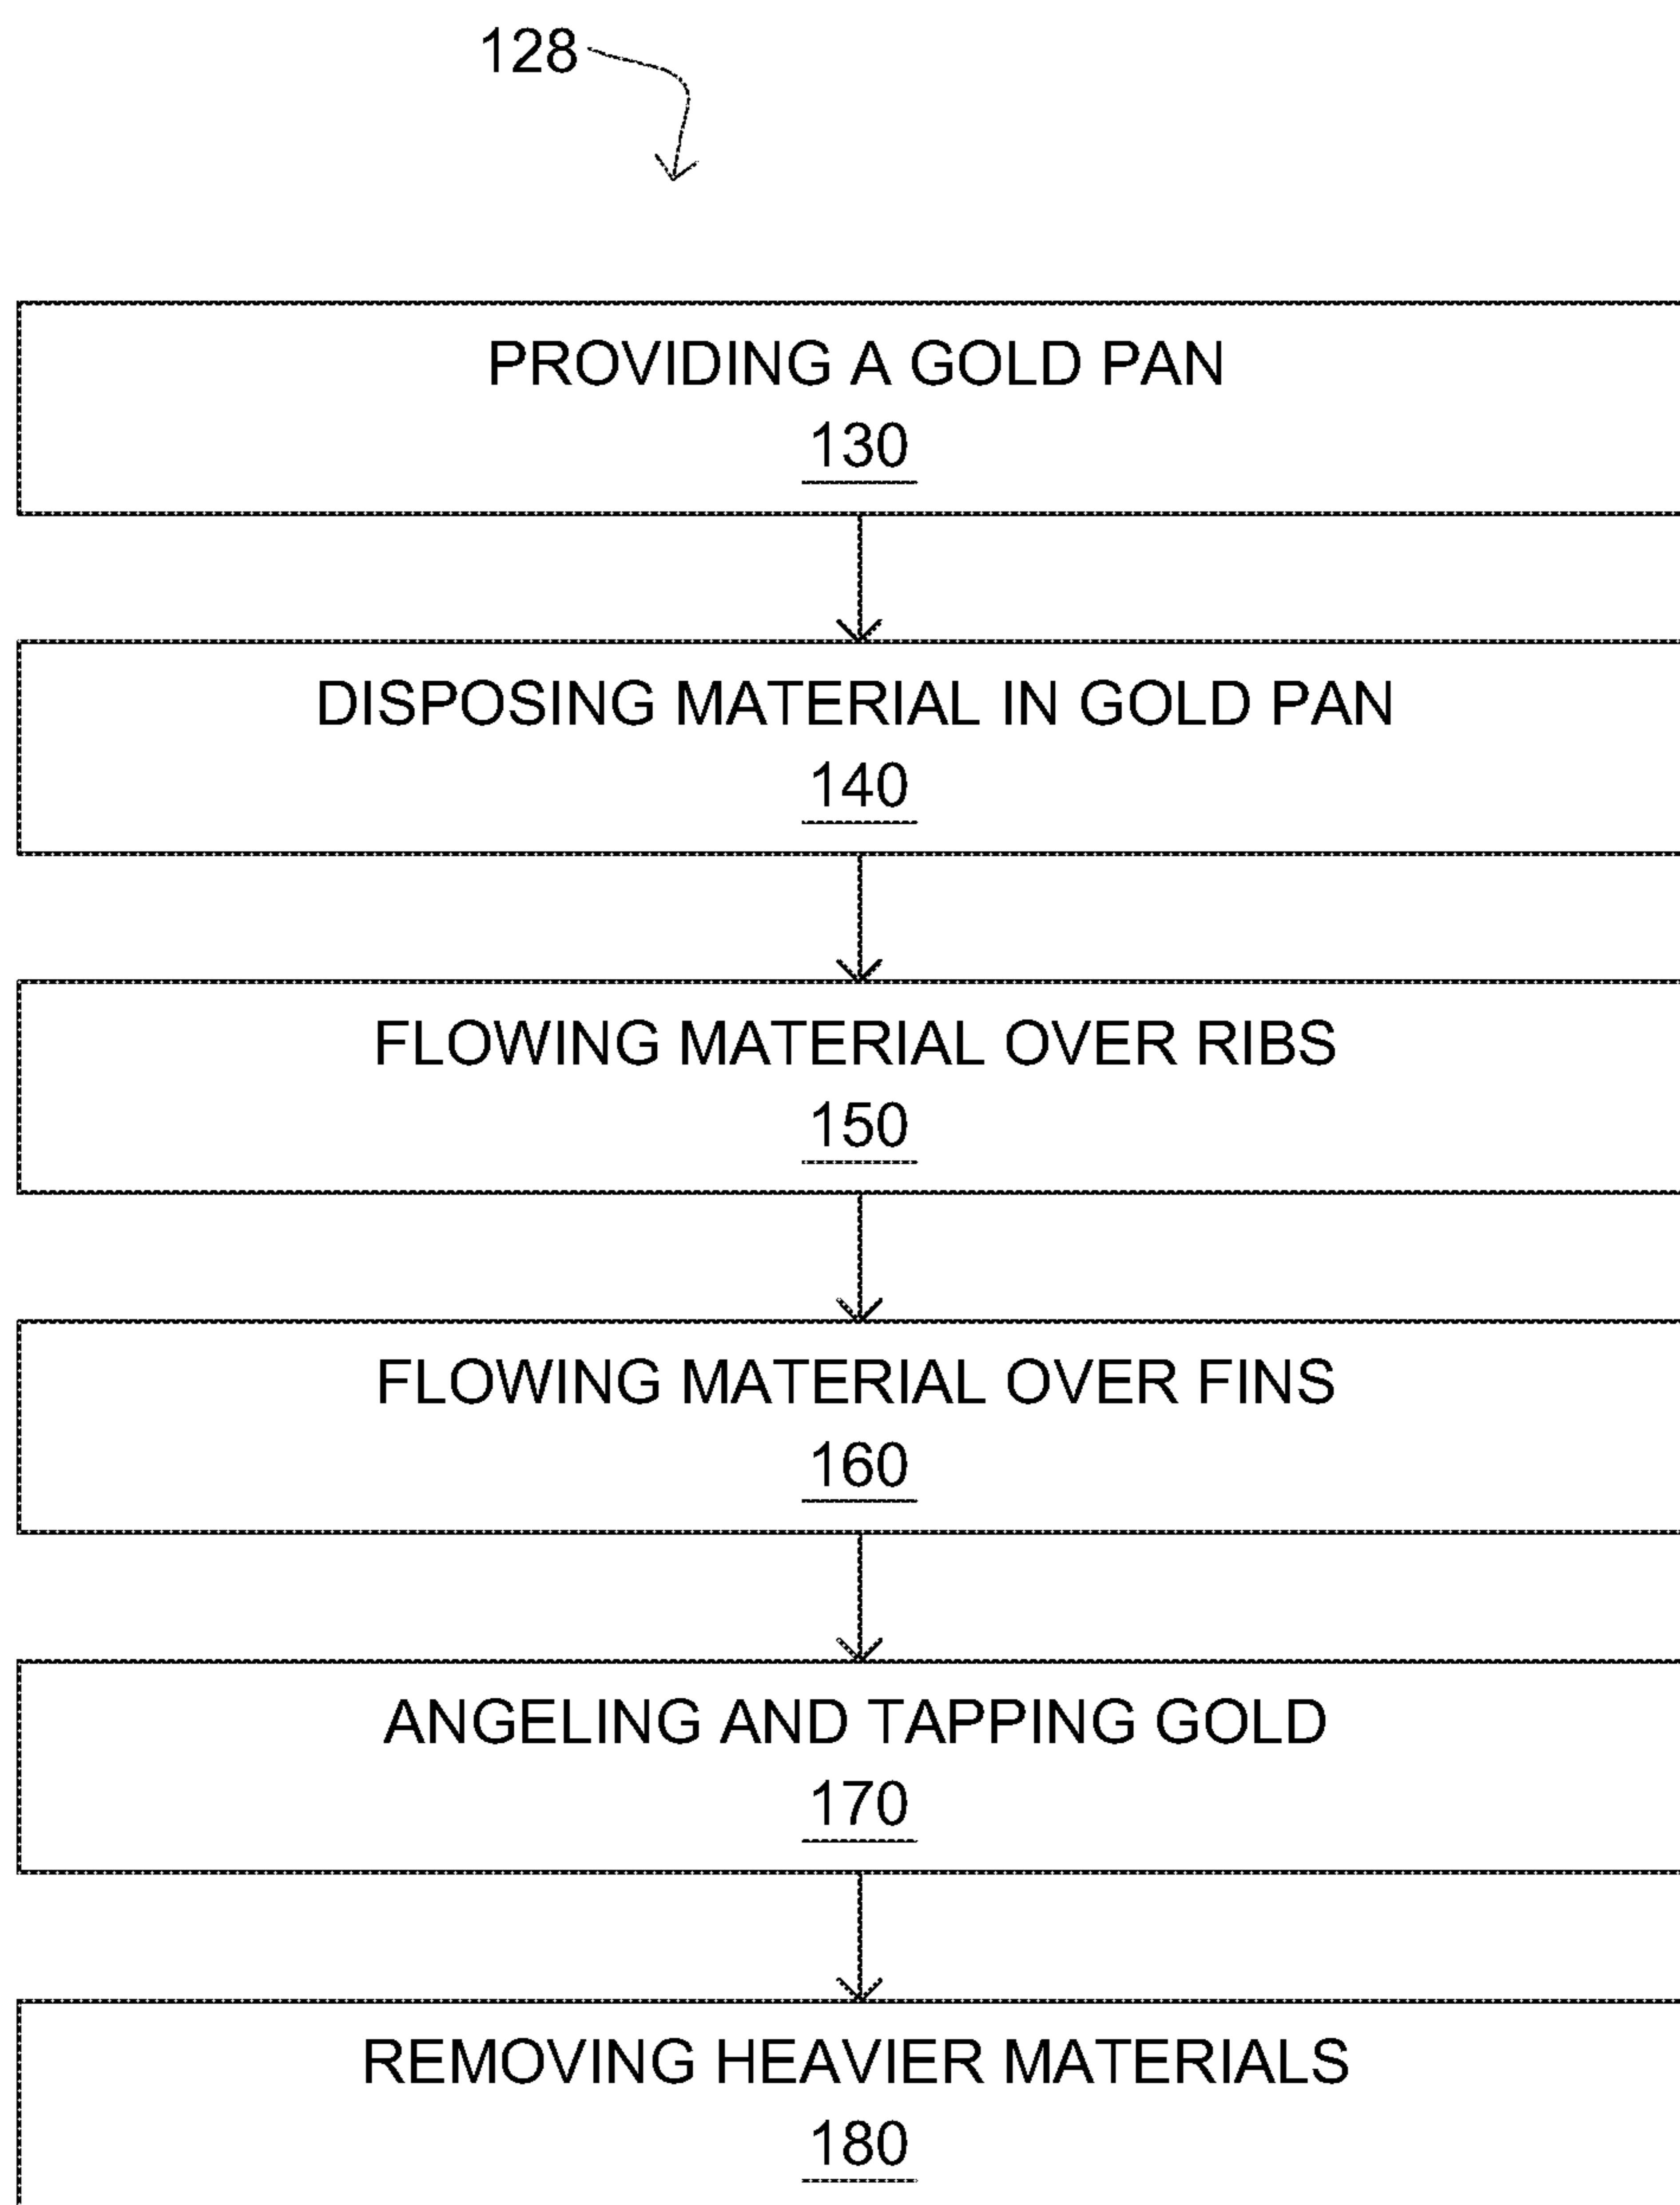 128
PROVIDING A GOLD PAN
130
DISPOSING MATERIAL IN GOLD PAN
140
FLOWING MATERIAL OVER RIBS
150
FLOWING MATERIAL OVER FINS
160
ANGELING AND TAPPING GOLD
170
REMOVING HEAVIER MATERIALS
180